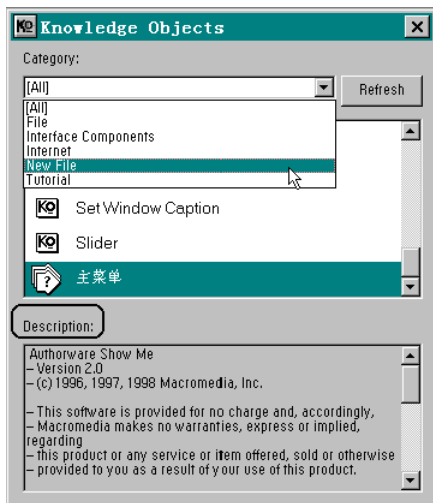 KO Knowledge Objects
Category:
[All]
Refresh
[All]
File
Interface Components
Internet
New File
Tutorial
KO Set Window Caption
KO Slider
? 主菜单
Description:
Authorware Show Me
– Version 2.0
– (c) 1996, 1997, 1998 Macromedia, Inc.
– This software is provided for no charge and, accordingly,
– Macromedia makes no warranties, express or implied,
regarding
– this product or any service or item offered, sold or otherwise
– provided to you as a result of your use of this product.